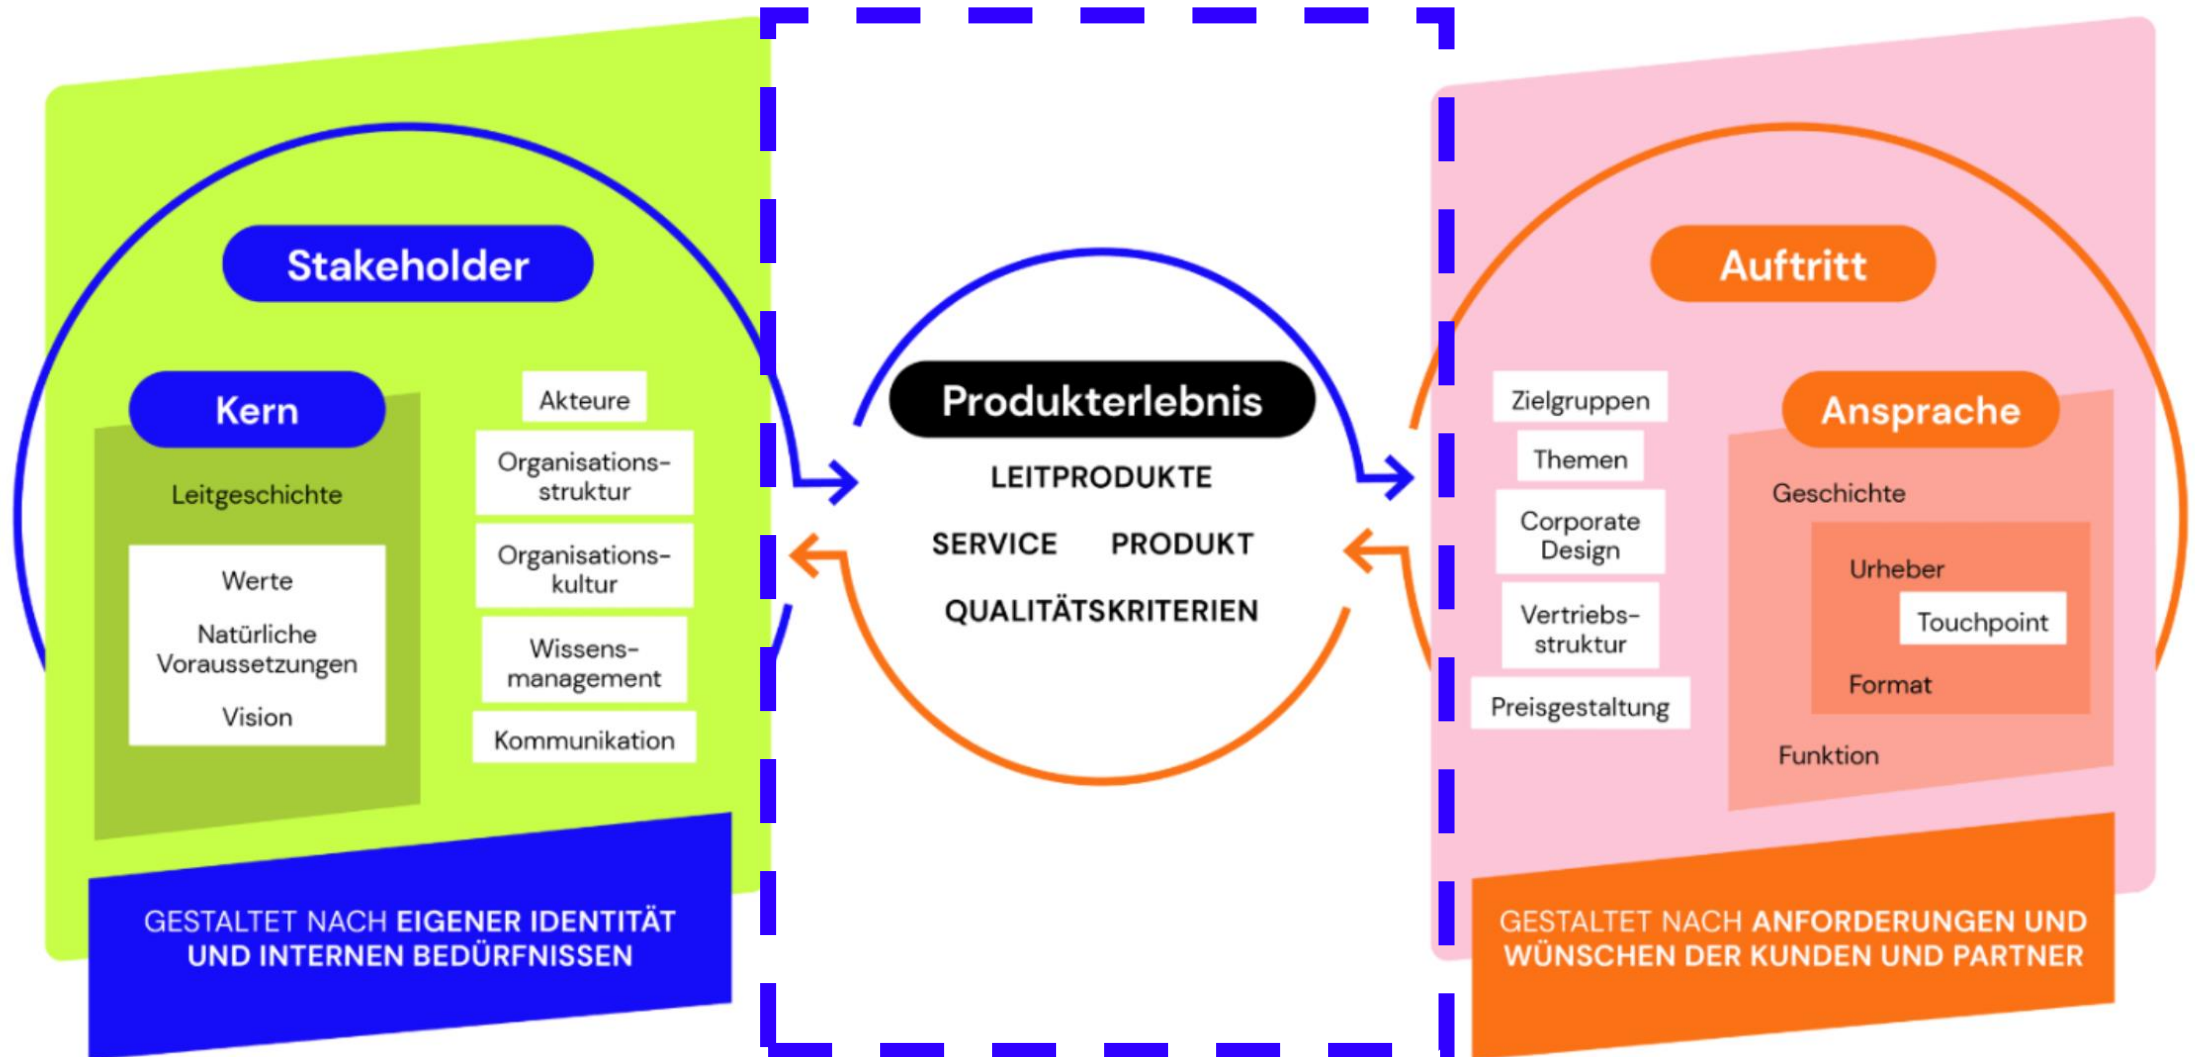 Stakeholder
Kern
Leitgeschichte
Werte
Natürliche
Voraussetzungen
Vision
Akteure
Organisations-
struktur
Organisations-
kultur
Wissens-
management
Kommunikation
GESTALTET NACH EIGENER IDENTITÄT
UND INTERNEN BEDÜRFNISSEN
Produkterlebnis
LEITPRODUKTE
SERVICE PRODUKT
QUALITÄTSKRITERIEN
Auftritt
Zielgruppen
Themen
Corporate
Design
Vertriebs-
struktur
Preisgestaltung
Ansprache
Geschichte
Urheber
Touchpoint
Format
Funktion
GESTALTET NACH ANFORDERUNGEN UND
WÜNSCHEN DER KUNDEN UND PARTNER